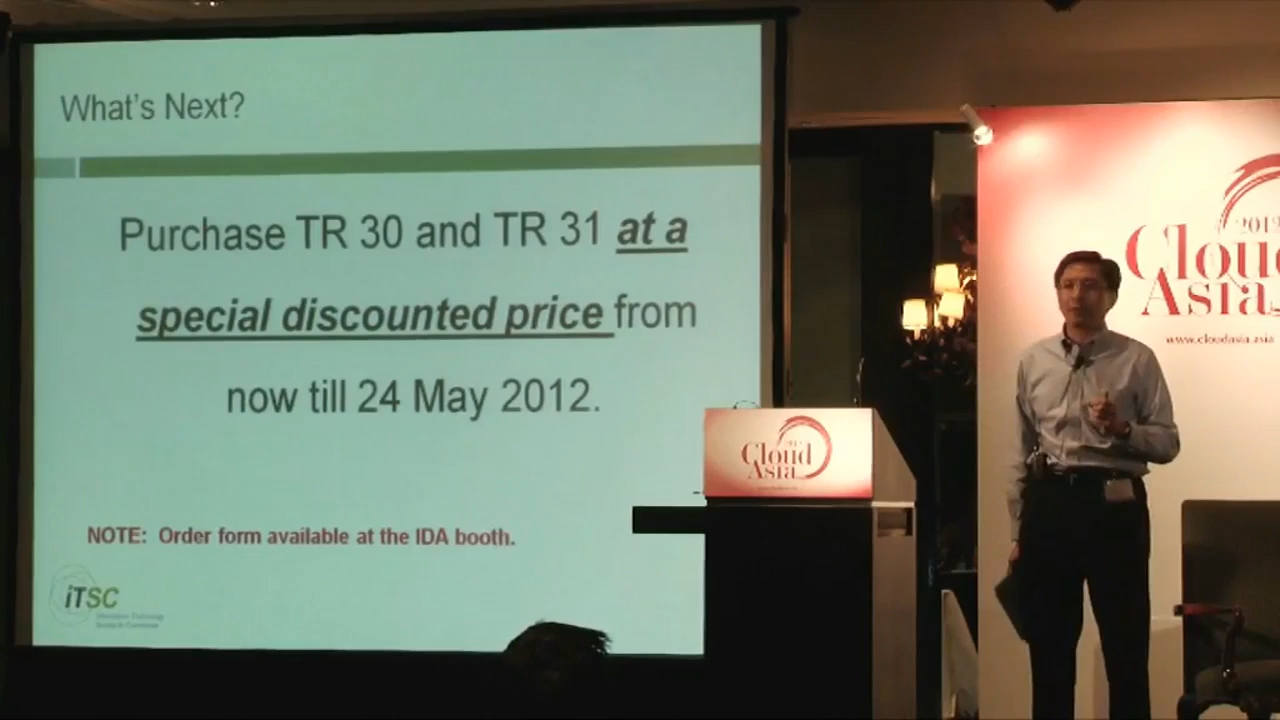 What's Next?
Purchase TR 30 and TR 31 at a
special discounted price from
now till 24 May 2012.
NOTE: Order form available at the IDA booth.
iTSC
Cloud
Asia
2012
Cloud
Asia
www.cloudasia.asia